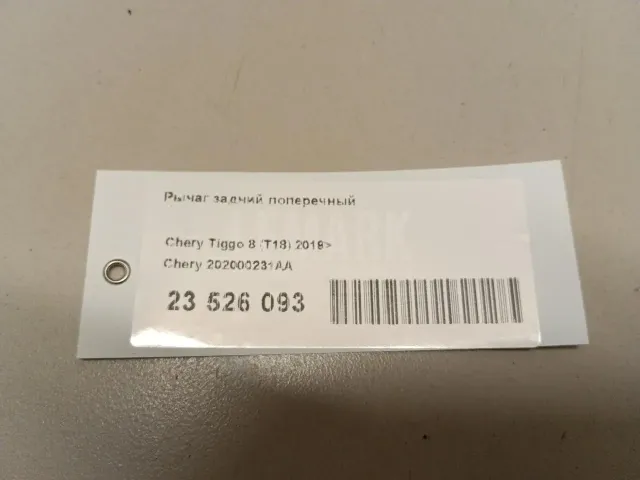 Рычаг задний поперечный
Chery Tiggo 8 (T18) 2018>
Chery 202000231AA
23 526 093